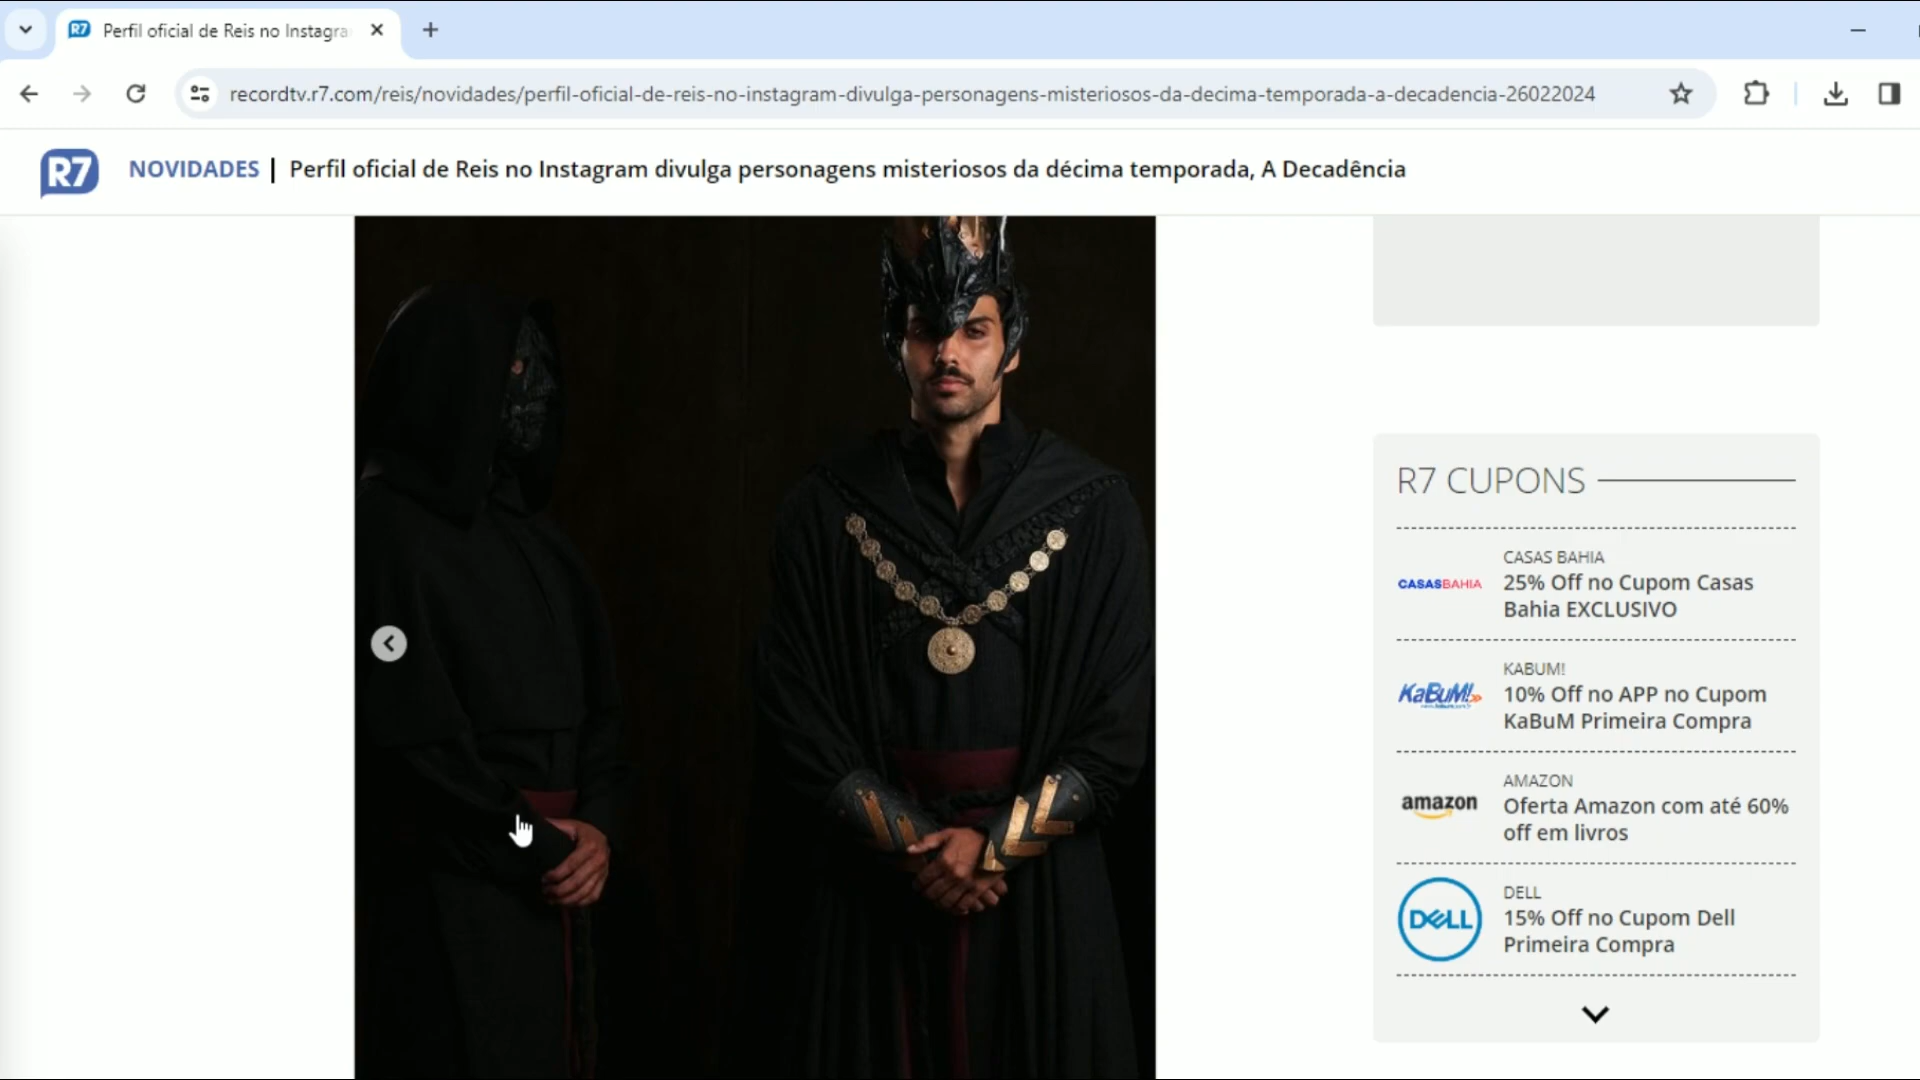 Perfil oficial de Reis no Instagra
recordtv.r7.com/reis/novidades/perfil-oficial-de-reis-no-instagram-divulga-personagens-misteriosos-da-decima-temporada-a-decadencia-26022024
R7 NOVIDADES | Perfil oficial de Reis no Instagram divulga personagens misteriosos da décima temporada, A Decadência
R7 CUPONS
CASASBAHIA
CASAS BAHIA
25% Off no Cupom Casas
Bahia EXCLUSIVO
KaBuM!
KABUM!
10% Off no APP no Cupom
KaBuM Primeira Compra
amazon
AMAZON
Oferta Amazon com até 60%
off em livros
DELL
DELL
15% Off no Cupom Dell
Primeira Compra